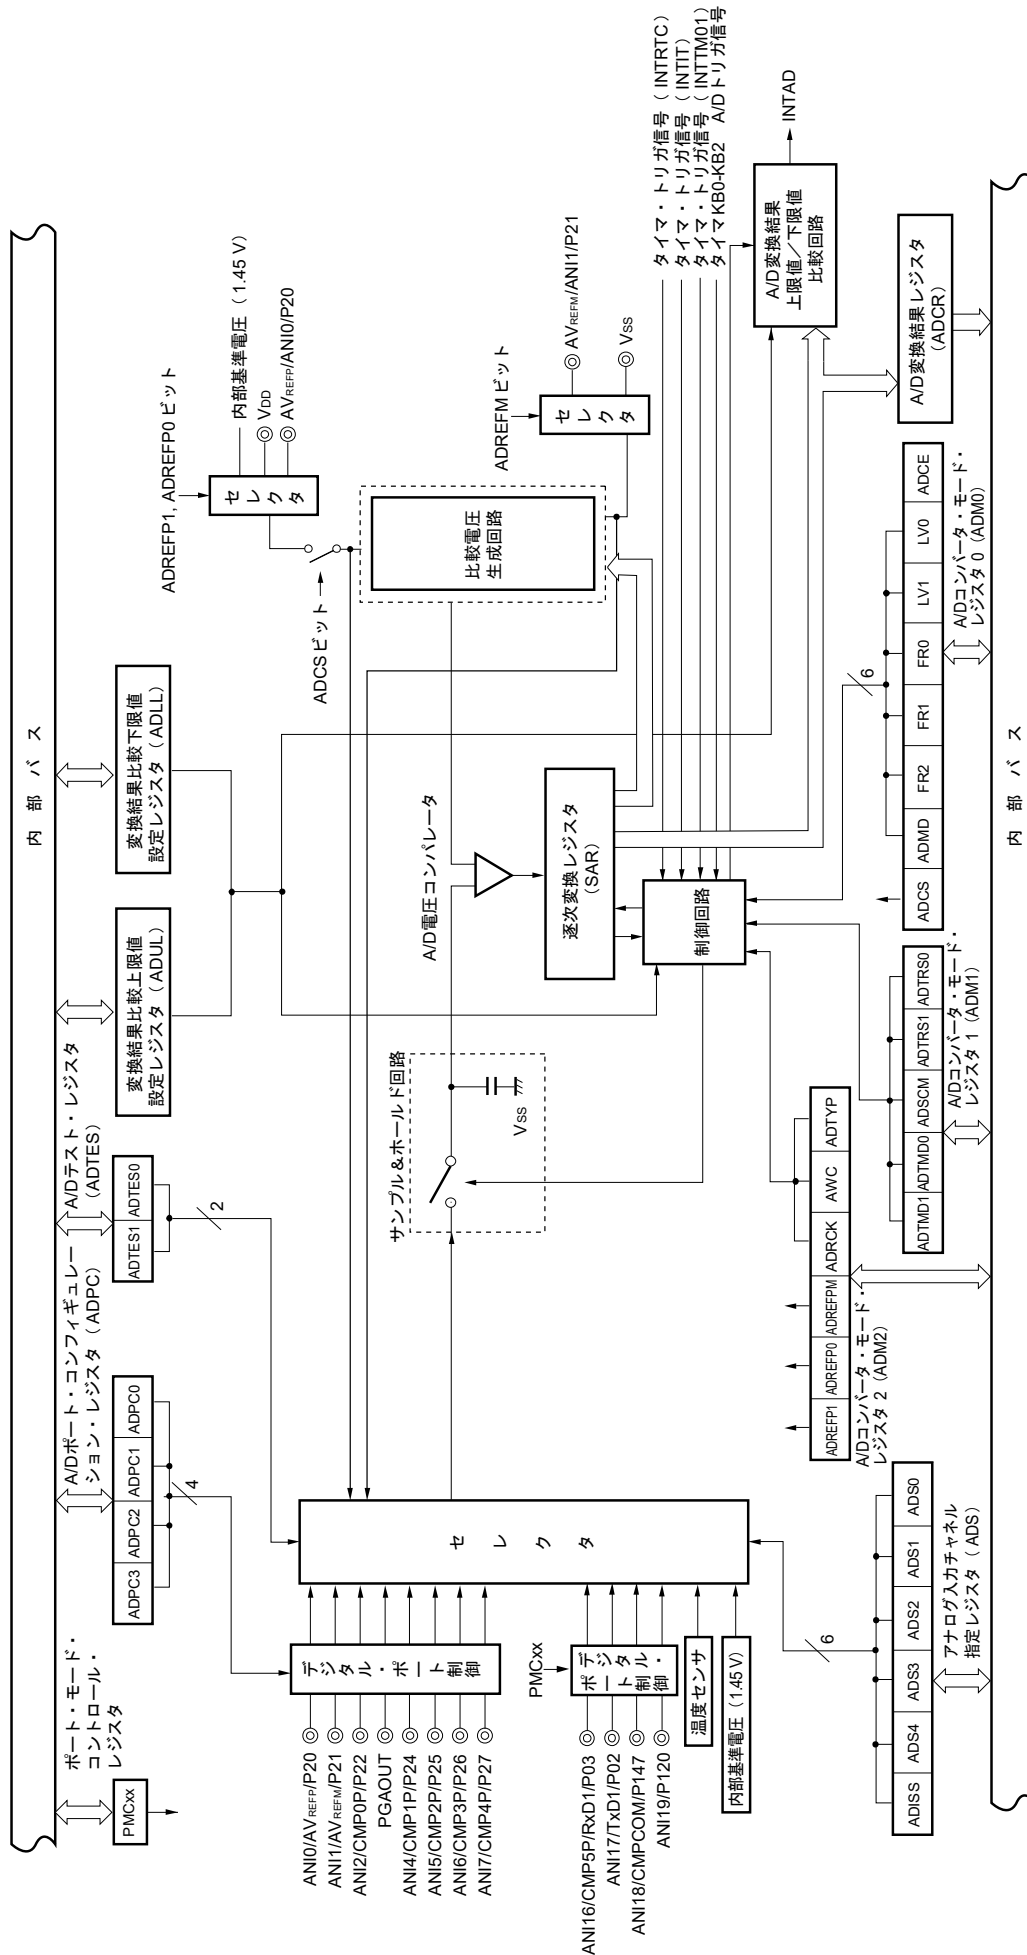 内 部 バ ス
ポート・モード・
コントロール・
レジスタ
PMCxx
A/Dポート・コンフィギュレー
ション・レジスタ（ADPC）
ADPC3
ADPC2
ADPC1
ADPC0
4
A/Dテスト・レジスタ
（ADTES）
ADTES1
ADTES0
2
変換結果比較上限値
設定レジスタ（ADUL）
変換結果比較下限値
設定レジスタ（ADLL）
ADREFP1, ADREFP0 ビット
セレクタ
内部基準電圧（1.45 V）
VDD
AVREFP/ANI0/P20
ADCSビット
ADREFMビット
セレクタ
AVREFM/ANI1/P21
VSS
比較電圧
生成回路
A/D電圧コンパレータ
サンプル＆ホールド回路
VSS
逐次変換レジスタ
(SAR)
制御回路
タイマ・トリガ信号（INTRTC）
タイマ・トリガ信号（INTIT）
タイマ・トリガ信号（INTTM01）
タイマKB0-KB2 A/Dトリガ信号
A/D変換結果
上限値／下限値
比較回路
INTAD
A/D変換結果レジスタ
(ADCR)
ANI0/AVREFP/P20
ANI1/AVREFM/P21
ANI2/CMP0P/P22
PGAOUT
ANI4/CMP1P/P24
ANI5/CMP2P/P25
ANI6/CMP3P/P26
ANI7/CMP4P/P27
デジタル・ポート制御
PMCxx
ANI16/CMP5P/RxD1/P03
ANI17/TxD1/P02
ANI18/CMPCOM/P147
ANI19/P120
デジタル・
ポート制御
温度センサ
内部基準電圧（1.45 V）
セ レ ク タ
6
ADISS
ADS4
ADS3
ADS2
ADS1
ADS0
アナログ入力チャネル
指定レジスタ（ADS）
ADREFP1
ADREFP0
ADREFPM
ADRCK
AWC
ADTYP
A/Dコンバータ・モード・
レジスタ 2 (ADM2)
ADTMD1
ADTMD0
ADSCM
ADTRS1
ADTRS0
A/Dコンバータ・モード・
レジスタ 1 (ADM1)
6
ADCS
ADMD
FR2
FR1
FR0
LV1
LV0
ADCE
A/Dコンバータ・モード・
レジスタ 0 (ADM0)
内 部 バ ス